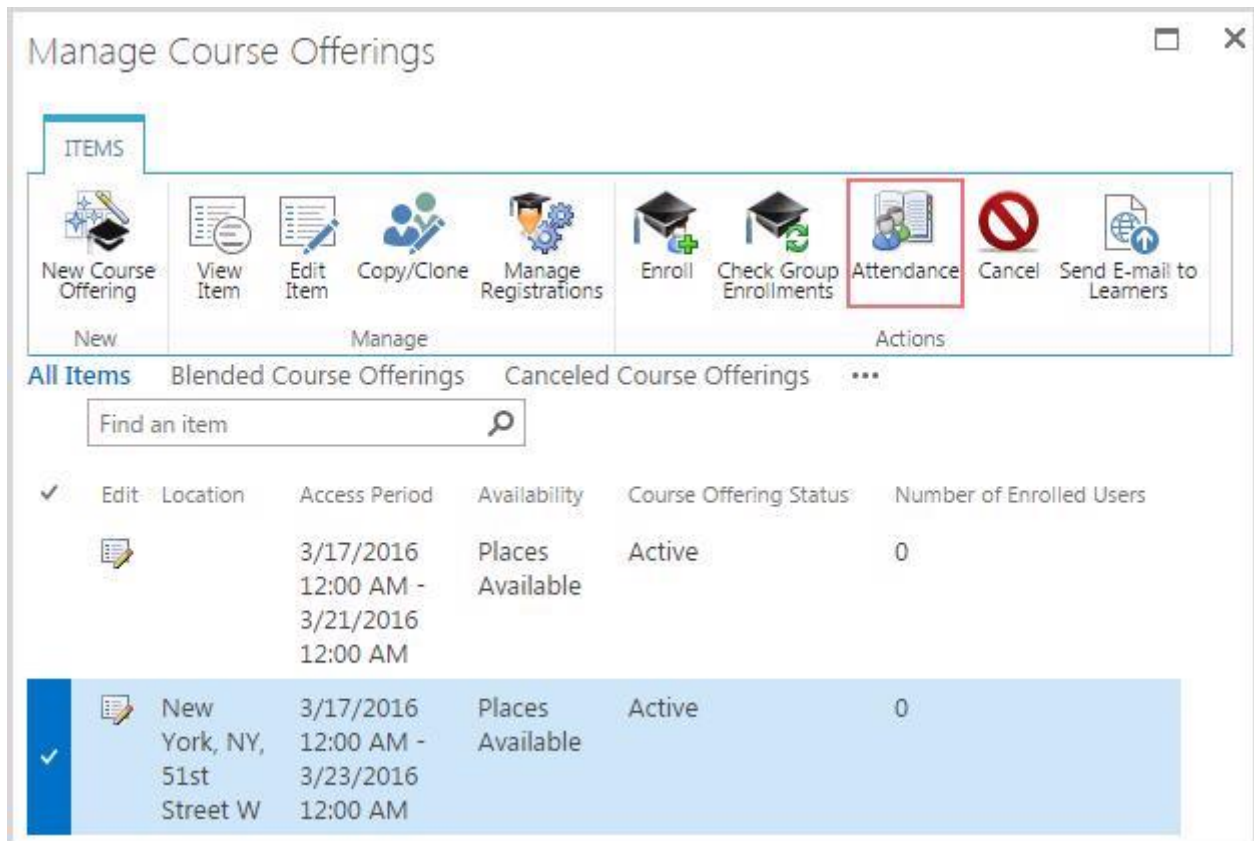 Manage Course Offerings
ITEMS
New Course
Offering
View
Item
Edit
Item
Copy/Clone
Manage
Registrations
Enroll
Check Group
Enrollments
Attendance
Cancel
Send E-mail to
Learners
New
Manage
Actions
All Items Blended Course Offerings Canceled Course Offerings •••
Find an item
Edit Location Access Period Availability Course Offering Status Number of Enrolled Users
3/17/2016 Places Active 0
12:00 AM - Available
3/21/2016
12:00 AM
New 3/17/2016 Places Active 0
York, NY, 12:00 AM - Available
51st 3/23/2016
Street W 12:00 AM